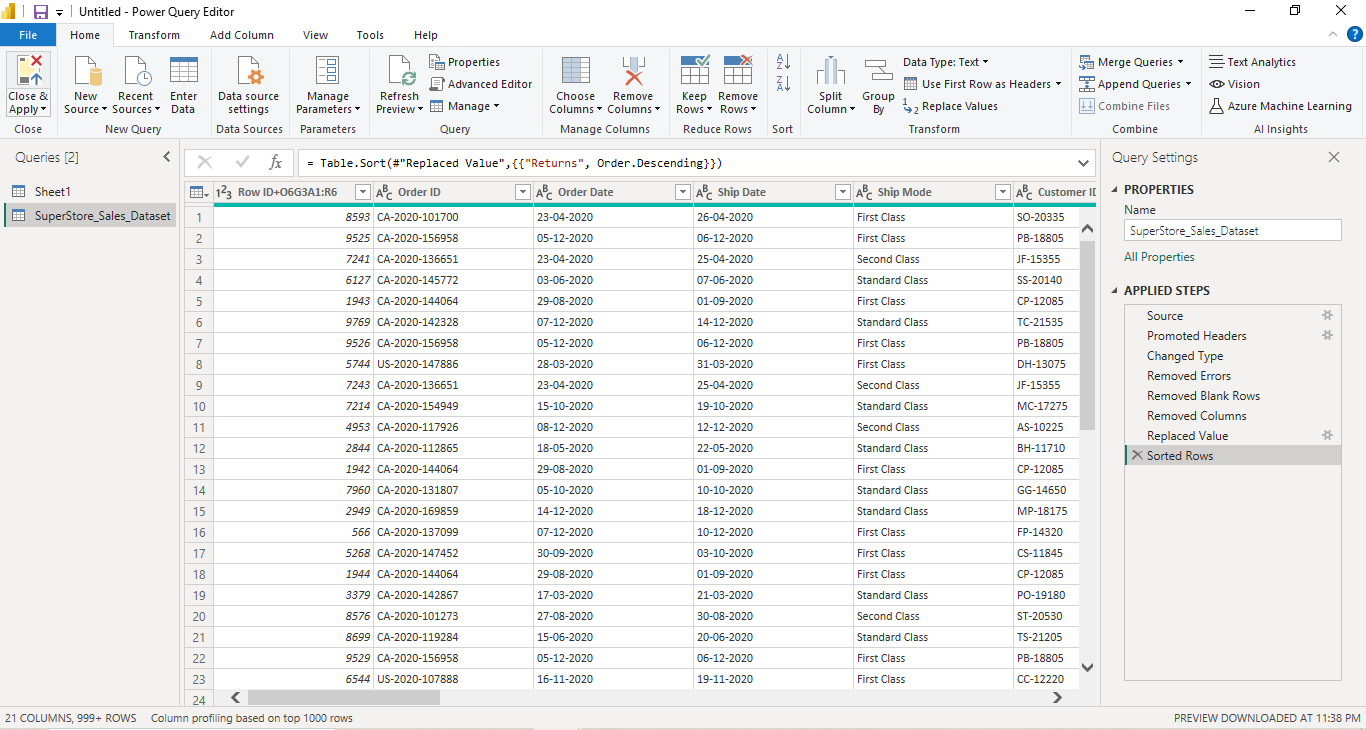 Untitled - Power Query Editor
File Home Transform Add Column View Tools Help
Close & Apply New Source Recent Sources Enter Data Data source settings Manage Parameters Refresh Preview Properties Advanced Editor Manage Choose Columns Remove Columns Keep Rows Remove Rows Split Column Group By Data Type: Text Use First Row as Headers Replace Values Merge Queries Append Queries Combine Files Text Analytics Vision Azure Machine Learning
Close New Query Data Sources Parameters Query Manage Columns Reduce Rows Sort Transform Combine AI Insights
Queries [2]
Sheet1
SuperStore_Sales_Dataset
fx = Table.Sort(#"Replaced Value",{{"Returns", Order.Descending}})
Row ID+O6G3A1:R6 Order ID Order Date Ship Date Ship Mode Customer ID
1 8593 CA-2020-101700 23-04-2020 26-04-2020 First Class SO-20335
2 9525 CA-2020-156958 05-12-2020 06-12-2020 First Class PB-18805
3 7241 CA-2020-136651 23-04-2020 25-04-2020 Second Class JF-15355
4 6127 CA-2020-145772 03-06-2020 07-06-2020 Standard Class SS-20140
5 1943 CA-2020-144064 29-08-2020 01-09-2020 First Class CP-12085
6 9769 CA-2020-142328 07-12-2020 14-12-2020 Standard Class TC-21535
7 9526 CA-2020-156958 05-12-2020 06-12-2020 First Class PB-18805
8 5744 US-2020-147886 28-03-2020 31-03-2020 First Class DH-13075
9 7243 CA-2020-136651 23-04-2020 25-04-2020 Second Class JF-15355
10 7214 CA-2020-154949 15-10-2020 19-10-2020 Standard Class MC-17275
11 4953 CA-2020-117926 08-12-2020 12-12-2020 Second Class AS-10225
12 2844 CA-2020-112865 18-05-2020 22-05-2020 Standard Class BH-11710
13 1942 CA-2020-144064 29-08-2020 01-09-2020 First Class CP-12085
14 7960 CA-2020-131807 05-10-2020 10-10-2020 Standard Class GG-14650
15 2949 CA-2020-169859 14-12-2020 18-12-2020 Standard Class MP-18175
16 566 CA-2020-137099 07-12-2020 10-12-2020 First Class FP-14320
17 5268 CA-2020-147452 30-09-2020 03-10-2020 First Class CS-11845
18 1944 CA-2020-144064 29-08-2020 01-09-2020 First Class CP-12085
19 3379 CA-2020-142867 17-03-2020 21-03-2020 Standard Class PO-19180
20 8576 CA-2020-101273 27-08-2020 30-08-2020 Second Class ST-20530
21 8699 CA-2020-119284 15-06-2020 20-06-2020 Standard Class TS-21205
22 9529 CA-2020-156958 05-12-2020 06-12-2020 First Class PB-18805
23 6544 US-2020-107888 16-11-2020 19-11-2020 First Class CC-12220
24
Query Settings
PROPERTIES
Name
SuperStore_Sales_Dataset
All Properties
APPLIED STEPS
Source
Promoted Headers
Changed Type
Removed Errors
Removed Blank Rows
Removed Columns
Replaced Value
Sorted Rows
21 COLUMNS, 999+ ROWS Column profiling based on top 1000 rows PREVIEW DOWNLOADED AT 11:38 PM